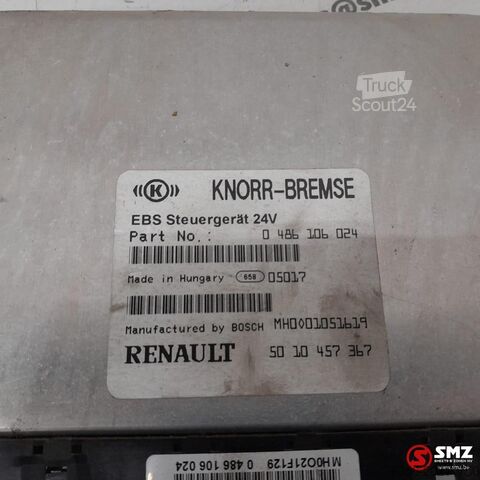 @smz
Truck
Scout24
K
KNORR-BREMSE
EBS Steuergerät 24V
Part No.: 0 486 106 024
Made in Hungary 658 05017
Manufactured by BOSCH MH0001051619
RENAULT 50 10 457 367
MH0021F129 0 486 106 024
SMZ